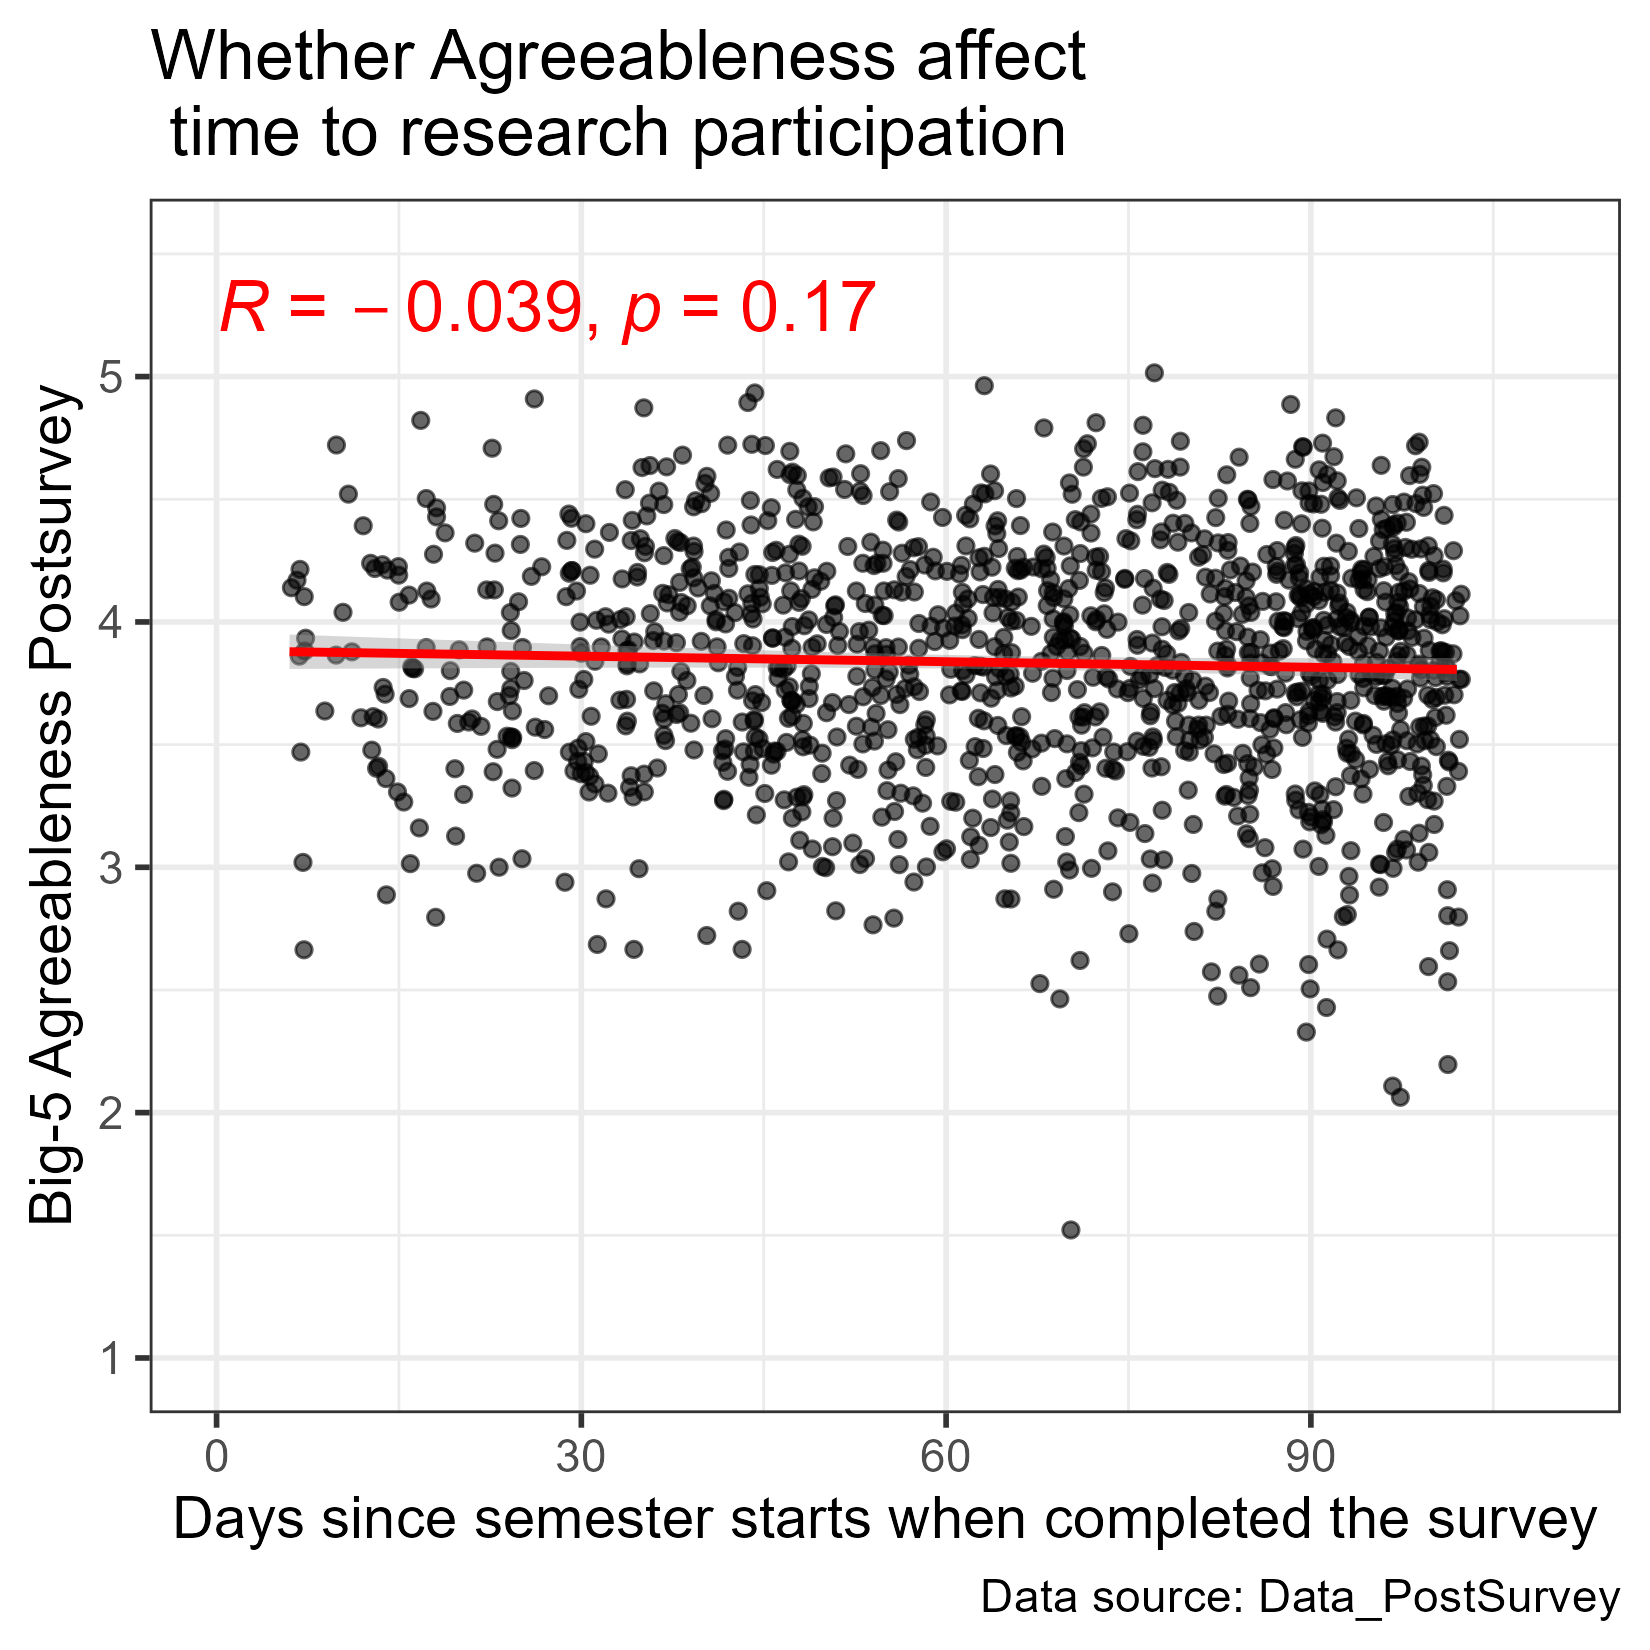 Whether Agreeableness affect
time to research participation
R = − 0.039, p = 0.17
Big-5 Agreeableness Postsurvey
5
4
3
2
1
0 30 60 90
Days since semester starts when completed the survey
Data source: Data_PostSurvey